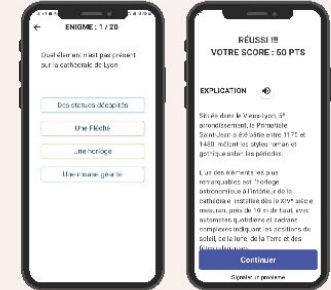 ← ENIGME : 1 / 20
Quel élément n'est pas présent
sur la cathédrale de Lyon
Des statues décapités
Une Flèche
Une horloge
Une rosace géante
RÉUSSI !!!
VOTRE SCORE : 50 PTS
EXPLICATION
Située dans le Vieux-Lyon, 5ᵉ
arrondissement, la Primatiale
Saint-Jean a été bâtie entre 1175 et
1480, mêlant les styles roman et
gothique selon les périodes.
L'un des éléments les plus
remarquables est l'horloge
astronomique à l'intérieur de la
cathédrale, installée dès le XIVᵉ siècle
mesurant près de 10 m de haut, avec
automates quotidiens et cadrans
complexes indiquant les positions du
soleil, de la lune, de la Terre et des
Continuer
Signaler un problème